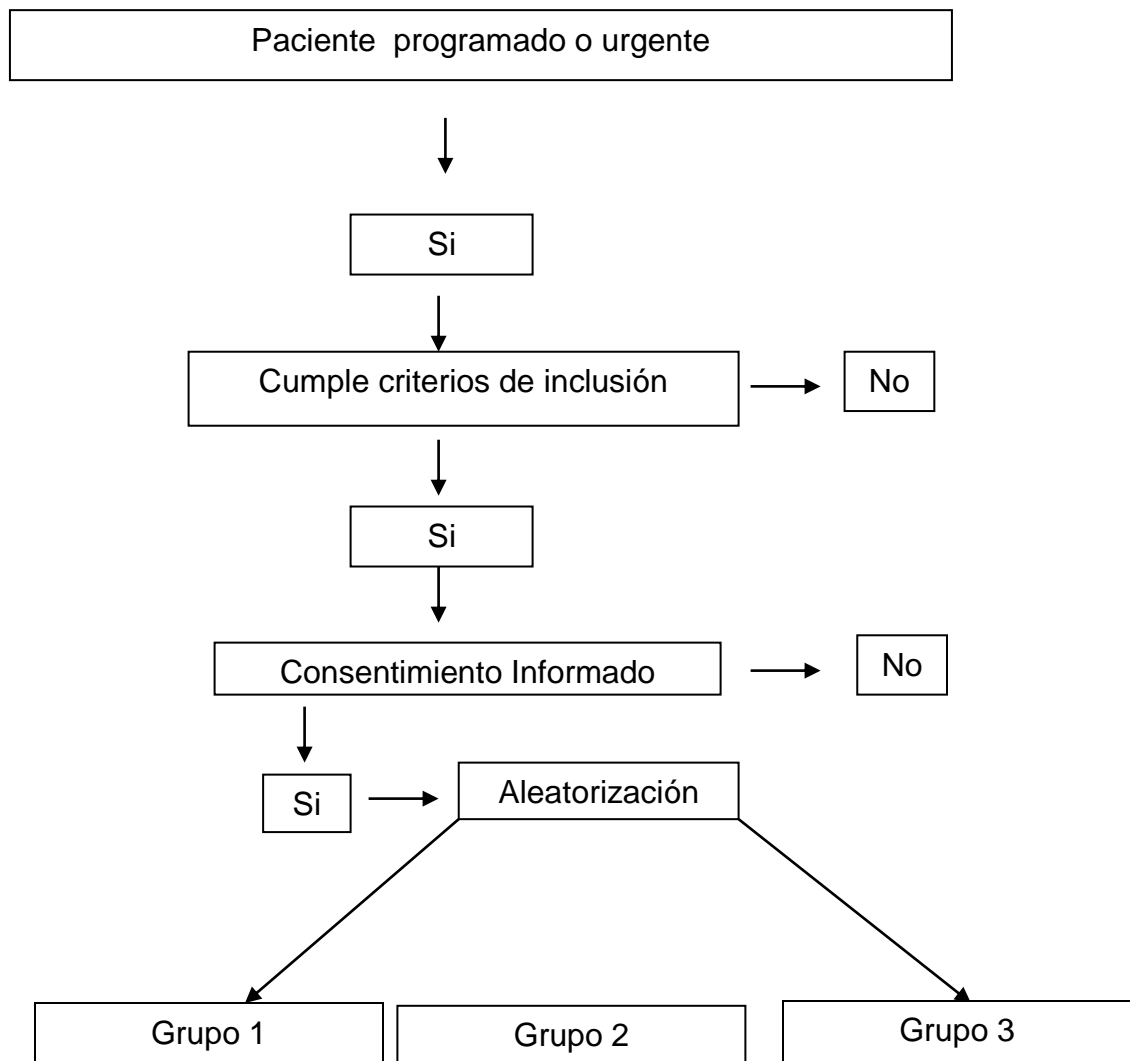 Paciente  programado o urgente
Si
Cumple criterios de inclusión
No
Si
Consentimiento Informado
No
Si
Aleatorización
Grupo 1
Grupo 2
Grupo 3